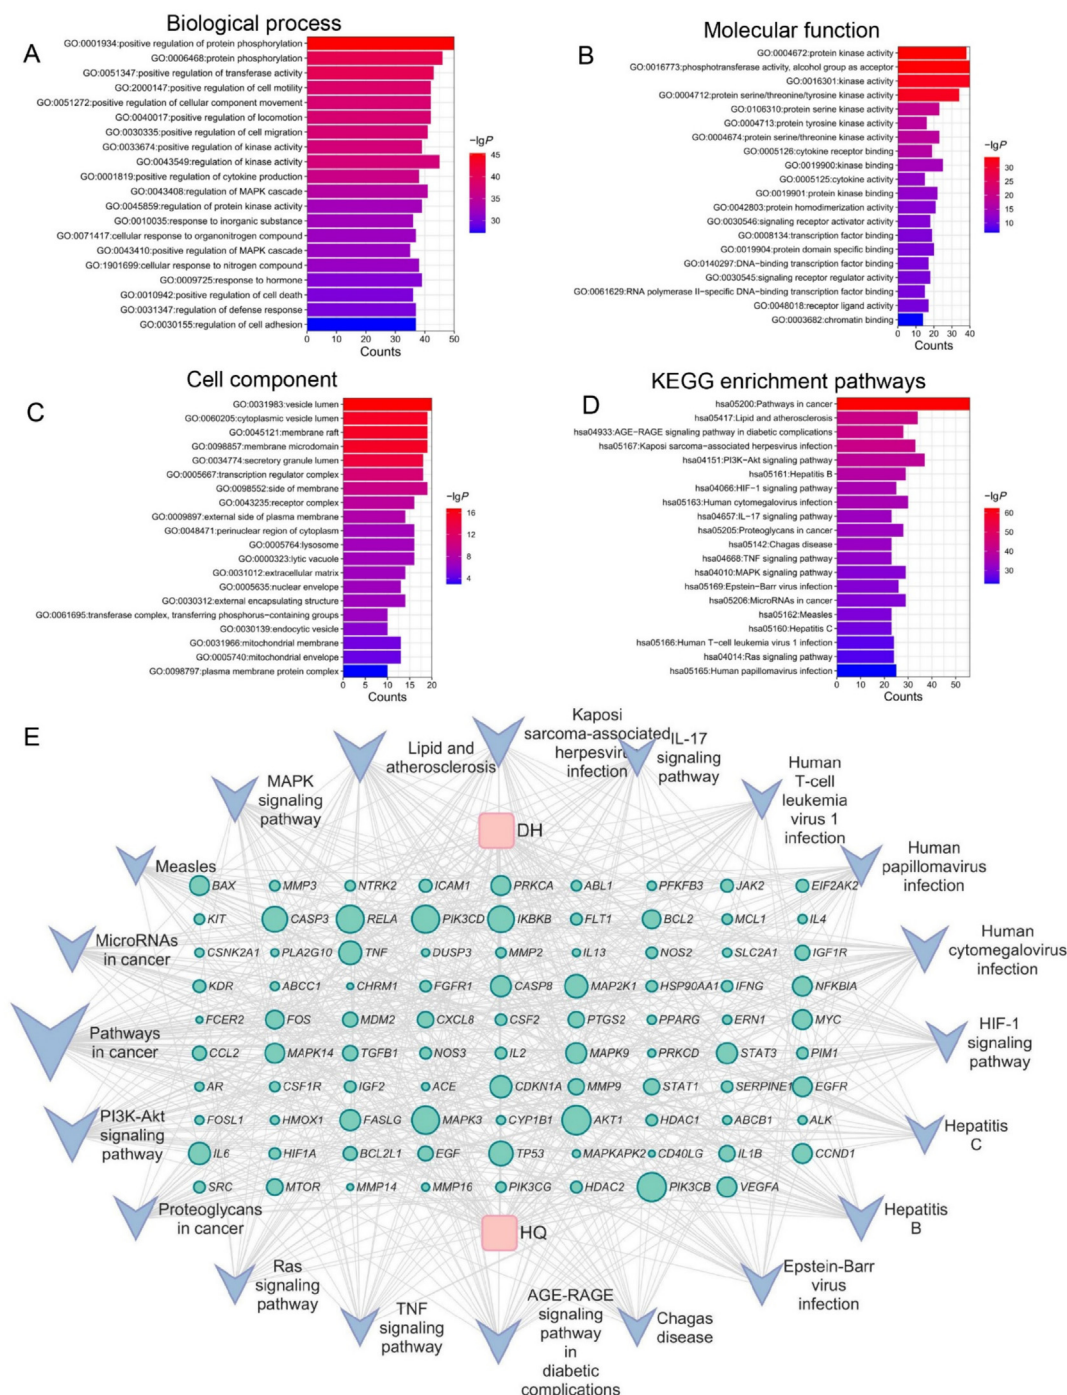 Biological process
A
GO:0001934:positive regulation of protein phosphorylation
GO:0006468:protein phosphorylation
GO:0051347:positive regulation of transferase activity
GO:2000147:positive regulation of cell motility
GO:0051272:positive regulation of cellular component movement
GO:0040017:positive regulation of locomotion
GO:0030335:positive regulation of cell migration
GO:0033674:positive regulation of kinase activity
GO:0043549:regulation of kinase activity
GO:0001819:positive regulation of cytokine production
GO:0043408:regulation of MAPK cascade
GO:0045859:regulation of protein kinase activity
GO:0010035:response to inorganic substance
GO:0071417:cellular response to organonitrogen compound
GO:0043410:positive regulation of MAPK cascade
GO:1901699:cellular response to nitrogen compound
GO:0009725:response to hormone
GO:0010942:positive regulation of cell death
GO:0031347:regulation of defense response
GO:0030155:regulation of cell adhesion
0 10 20 30 40 50
Counts
−lgP
45
40
35
30
Molecular function
B
GO:0004672:protein kinase activity
GO:0016773:phosphotransferase activity, alcohol group as acceptor
GO:0016301:kinase activity
GO:0004712:protein serine/threonine/tyrosine kinase activity
GO:0106310:protein serine kinase activity
GO:0004713:protein tyrosine kinase activity
GO:0004674:protein serine/threonine kinase activity
GO:0005126:cytokine receptor binding
GO:0019900:kinase binding
GO:0005125:cytokine activity
GO:0019901:protein kinase binding
GO:0042803:protein homodimerization activity
GO:0030546:signaling receptor activator activity
GO:0008134:transcription factor binding
GO:0019904:protein domain specific binding
GO:0140297:DNA−binding transcription factor binding
GO:0030545:signaling receptor regulator activity
GO:0061629:RNA polymerase II−specific DNA−binding transcription factor binding
GO:0048018:receptor ligand activity
GO:0003682:chromatin binding
0 10 20 30 40
Counts
−lgP
30
25
20
15
10
Cell component
C
GO:0031983:vesicle lumen
GO:0060205:cytoplasmic vesicle lumen
GO:0045121:membrane raft
GO:0098857:membrane microdomain
GO:0034774:secretory granule lumen
GO:0005667:transcription regulator complex
GO:0098552:side of membrane
GO:0043235:receptor complex
GO:0009897:external side of plasma membrane
GO:0048471:perinuclear region of cytoplasm
GO:0005764:lysosome
GO:0000323:lytic vacuole
GO:0031012:extracellular matrix
GO:0005635:nuclear envelope
GO:0030312:external encapsulating structure
GO:0061695:transferase complex, transferring phosphorus−containing groups
GO:0030139:endocytic vesicle
GO:0031966:mitochondrial membrane
GO:0005740:mitochondrial envelope
GO:0098797:plasma membrane protein complex
0 5 10 15 20
Counts
−lgP
16
12
8
4
KEGG enrichment pathways
D
hsa05200:Pathways in cancer
hsa05417:Lipid and atherosclerosis
hsa04933:AGE−RAGE signaling pathway in diabetic complications
hsa05167:Kaposi sarcoma−associated herpesvirus infection
hsa04151:PI3K−Akt signaling pathway
hsa05161:Hepatitis B
hsa04066:HIF−1 signaling pathway
hsa05163:Human cytomegalovirus infection
hsa04657:IL−17 signaling pathway
hsa05205:Proteoglycans in cancer
hsa05142:Chagas disease
hsa04668:TNF signaling pathway
hsa04010:MAPK signaling pathway
hsa05169:Epstein−Barr virus infection
hsa05206:MicroRNAs in cancer
hsa05162:Measles
hsa05160:Hepatitis C
hsa05166:Human T−cell leukemia virus 1 infection
hsa04014:Ras signaling pathway
hsa05165:Human papillomavirus infection
0 10 20 30 40 50
Counts
−lgP
60
50
40
30
E
Lipid and
atherosclerosis
Kaposi
sarcoma-associated
herpesvirus
infection
IL-17
signaling
pathway
Human
T-cell
leukemia
virus 1
infection
MAPK
signaling
pathway
DH
Measles
Human
papillomavirus
infection
BAX MMP3 NTRK2 ICAM1 PRKCA ABL1 PFKFB3 JAK2 EIF2AK2
KIT CASP3 RELA PIK3CD IKBKB FLT1 BCL2 MCL1 IL4
MicroRNAs
in cancer
Human
cytomegalovirus
infection
CSNK2A1 PLA2G10 TNF DUSP3 MMP2 IL13 NOS2 SLC2A1 IGF1R
KDR ABCC1 CHRM1 FGFR1 CASP8 MAP2K1 HSP90AA1 IFNG NFKBIA
FCER2 FOS MDM2 CXCL8 CSF2 PTGS2 PPARG ERN1 MYC
Pathways
in cancer
HIF-1
signaling
pathway
CCL2 MAPK14 TGFB1 NOS3 IL2 MAPK9 PRKCD STAT3 PIM1
AR CSF1R IGF2 ACE CDKN1A MMP9 STAT1 SERPINE1 EGFR
PI3K-Akt
signaling
pathway
Hepatitis
C
FOSL1 HMOX1 FASLG MAPK3 CYP1B1 AKT1 HDAC1 ABCB1 ALK
IL6 HIF1A BCL2L1 EGF TP53 MAPKAPK2 CD40LG IL1B CCND1
SRC MTOR MMP14 MMP16 PIK3CG HDAC2 PIK3CB VEGFA
Proteoglycans
in cancer
HQ
Hepatitis
B
Ras
signaling
pathway
TNF
signaling
pathway
AGE-RAGE
signaling
pathway
in
diabetic
complications
Chagas
disease
Epstein-Barr
virus
infection